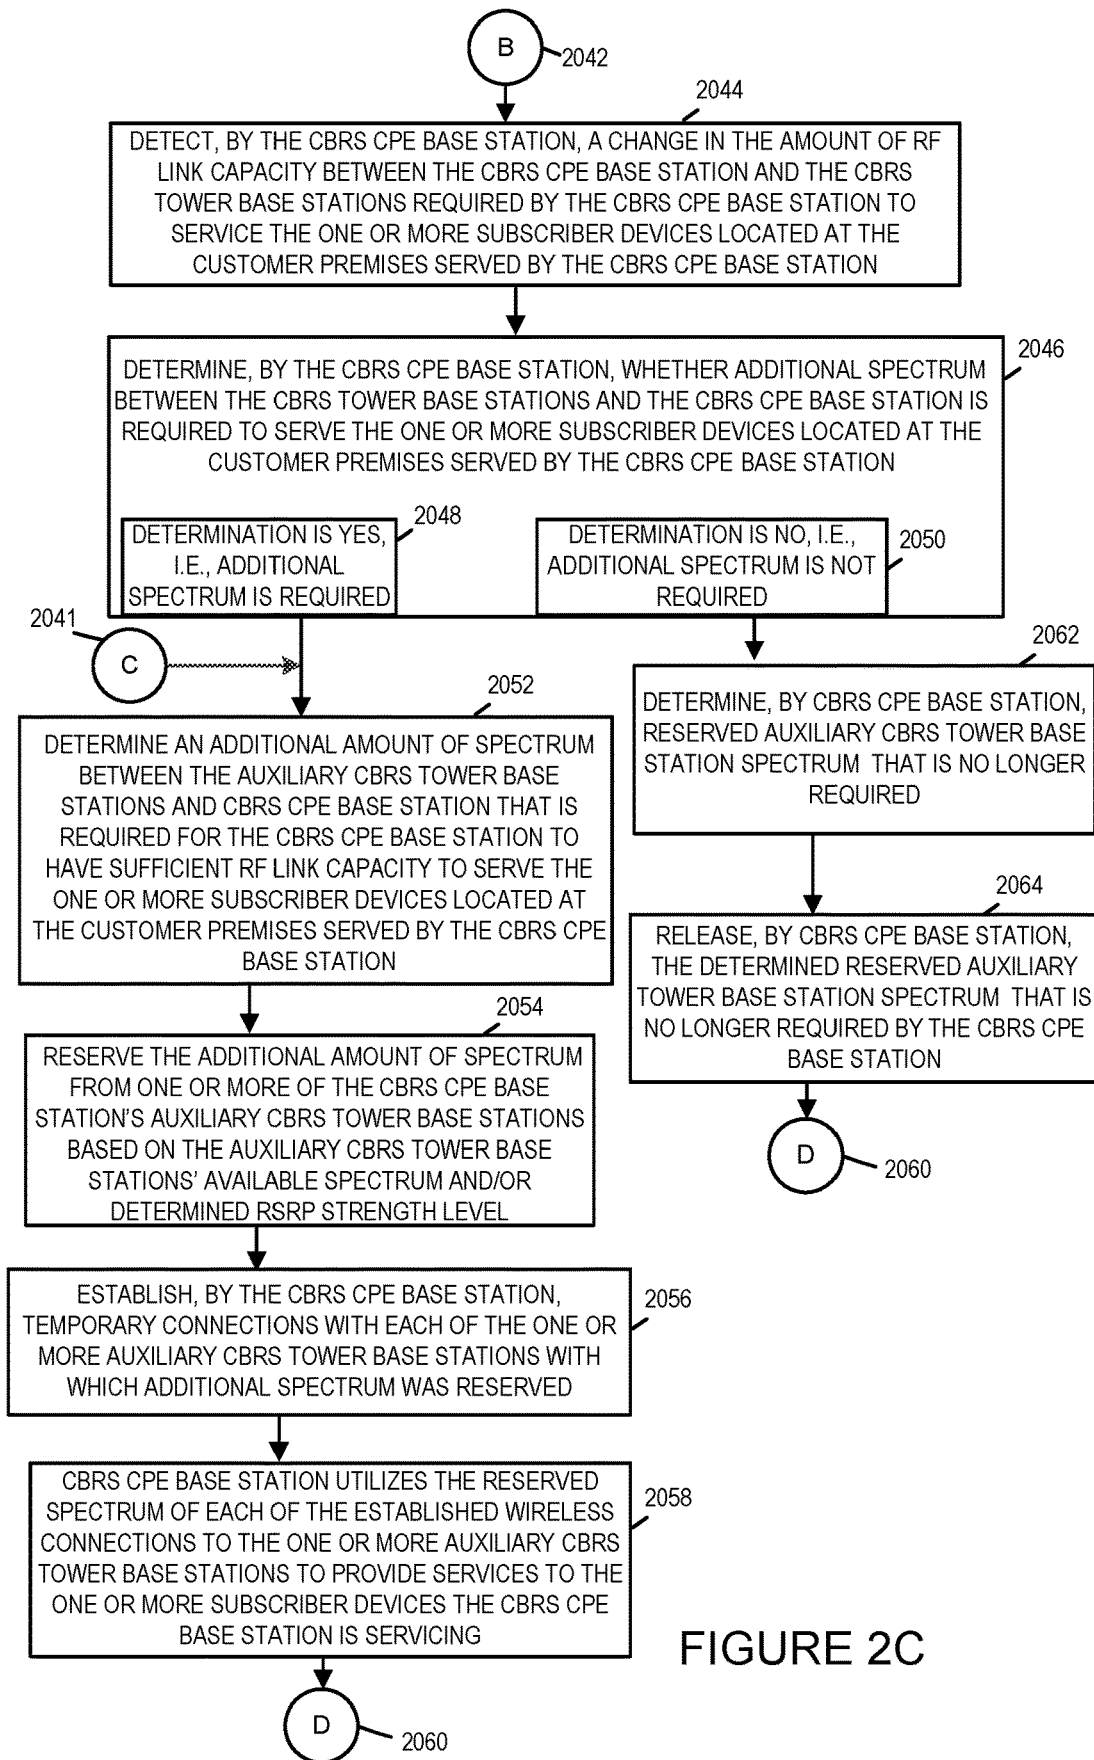 B
2042
2044
DETECT, BY THE CBRS CPE BASE STATION, A CHANGE IN THE AMOUNT OF RF
LINK CAPACITY BETWEEN THE CBRS CPE BASE STATION AND THE CBRS
TOWER BASE STATIONS REQUIRED BY THE CBRS CPE BASE STATION TO
SERVICE THE ONE OR MORE SUBSCRIBER DEVICES LOCATED AT THE
CUSTOMER PREMISES SERVED BY THE CBRS CPE BASE STATION
2046
DETERMINE, BY THE CBRS CPE BASE STATION, WHETHER ADDITIONAL SPECTRUM
BETWEEN THE CBRS TOWER BASE STATIONS AND THE CBRS CPE BASE STATION IS
REQUIRED TO SERVE THE ONE OR MORE SUBSCRIBER DEVICES LOCATED AT THE
CUSTOMER PREMISES SERVED BY THE CBRS CPE BASE STATION
2048
DETERMINATION IS YES,
I.E., ADDITIONAL
SPECTRUM IS REQUIRED
2050
DETERMINATION IS NO, I.E.,
ADDITIONAL SPECTRUM IS NOT
REQUIRED
2041
C
2052
DETERMINE AN ADDITIONAL AMOUNT OF SPECTRUM
BETWEEN THE AUXILIARY CBRS TOWER BASE
STATIONS AND CBRS CPE BASE STATION THAT IS
REQUIRED FOR THE CBRS CPE BASE STATION TO
HAVE SUFFICIENT RF LINK CAPACITY TO SERVE THE
ONE OR MORE SUBSCRIBER DEVICES LOCATED AT
THE CUSTOMER PREMISES SERVED BY THE CBRS CPE
BASE STATION
2054
RESERVE THE ADDITIONAL AMOUNT OF SPECTRUM
FROM ONE OR MORE OF THE CBRS CPE BASE
STATION'S AUXILIARY CBRS TOWER BASE STATIONS
BASED ON THE AUXILIARY CBRS TOWER BASE
STATIONS' AVAILABLE SPECTRUM AND/OR
DETERMINED RSRP STRENGTH LEVEL
2056
ESTABLISH, BY THE CBRS CPE BASE STATION,
TEMPORARY CONNECTIONS WITH EACH OF THE ONE OR
MORE AUXILIARY CBRS TOWER BASE STATIONS WITH
WHICH ADDITIONAL SPECTRUM WAS RESERVED
2058
CBRS CPE BASE STATION UTILIZES THE RESERVED
SPECTRUM OF EACH OF THE ESTABLISHED WIRELESS
CONNECTIONS TO THE ONE OR MORE AUXILIARY CBRS
TOWER BASE STATIONS TO PROVIDE SERVICES TO THE
ONE OR MORE SUBSCRIBER DEVICES THE CBRS CPE
BASE STATION IS SERVICING
D
2060
2062
DETERMINE, BY CBRS CPE BASE STATION,
RESERVED AUXILIARY CBRS TOWER BASE
STATION SPECTRUM THAT IS NO LONGER
REQUIRED
2064
RELEASE, BY CBRS CPE BASE STATION,
THE DETERMINED RESERVED AUXILIARY
TOWER BASE STATION SPECTRUM THAT IS
NO LONGER REQUIRED BY THE CBRS CPE
BASE STATION
D
2060
FIGURE 2C